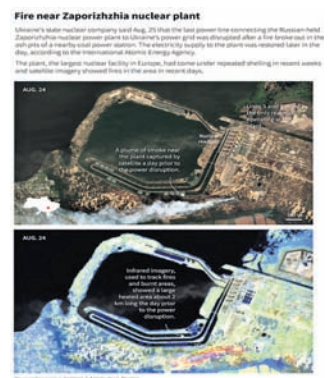 Fire near Zaporizhzhia nuclear plant
Ukraine's state nuclear company said Aug. 25 that the last power line connecting the Russian-held
Zaporizhzhia nuclear power plant to Ukraine's power grid was disrupted after a fire broke out in the
ash pits of a nearby coal power station. The electricity supply to the plant was restored later in the
day, according to the International Atomic Energy Agency.
The plant, the largest nuclear facility in Europe, had come under repeated shelling in recent weeks
and satellite imagery showed fires in the area in recent days.
AUG. 24
A plume of smoke near
the plant captured by
satellite a day prior to
the power disruption.
AUG. 24
Infrared imagery,
used to track fires
and burnt areas,
showed a large
heated area about 2
km long the day prior
to the power
disruption.